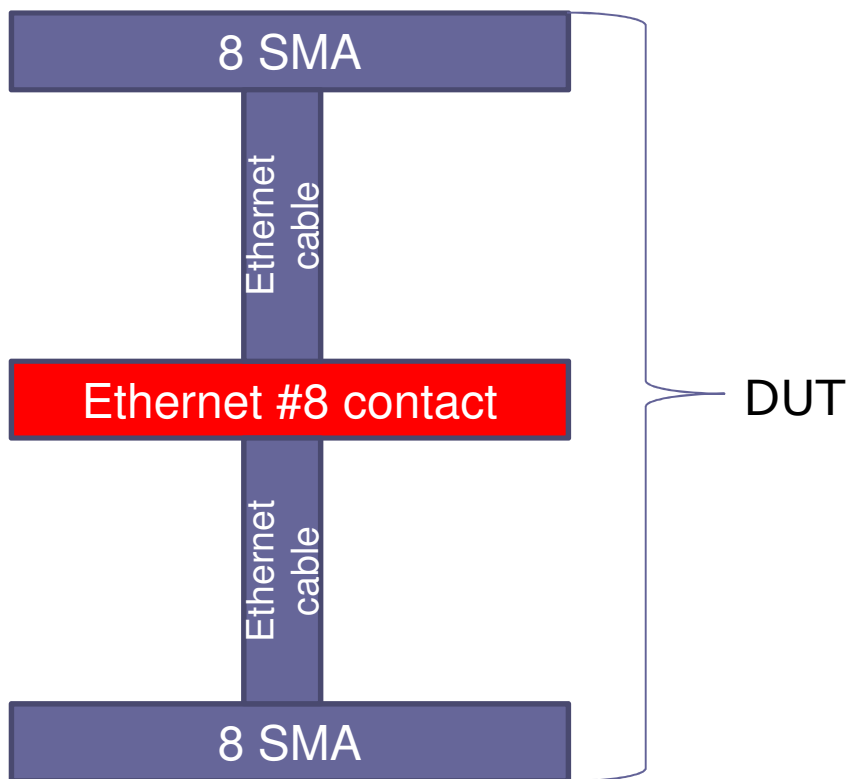 8 SMA
Ethernet
cable
Ethernet #8 contact
DUT
Ethernet
cable
8 SMA